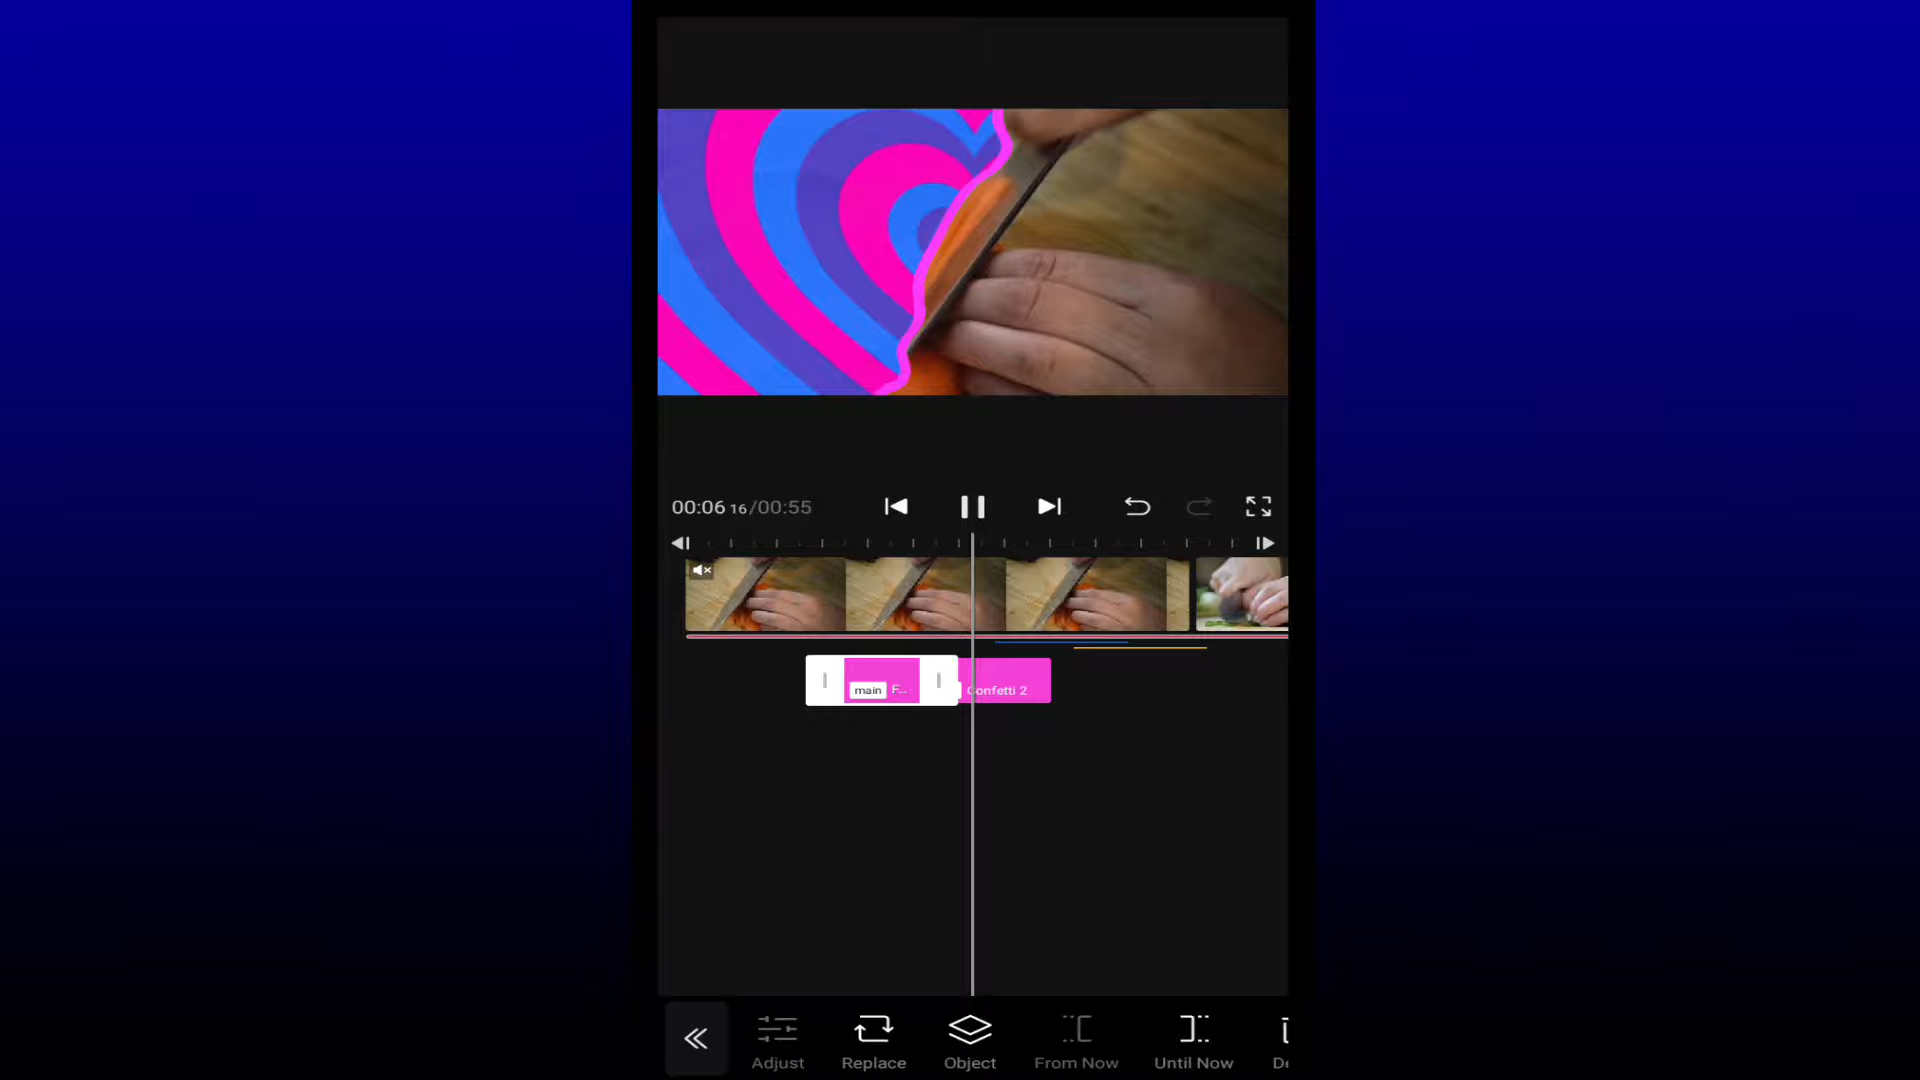 00:06 16/00:55
main F...
Confetti 2
Adjust
Replace
Object
From Now
Until Now